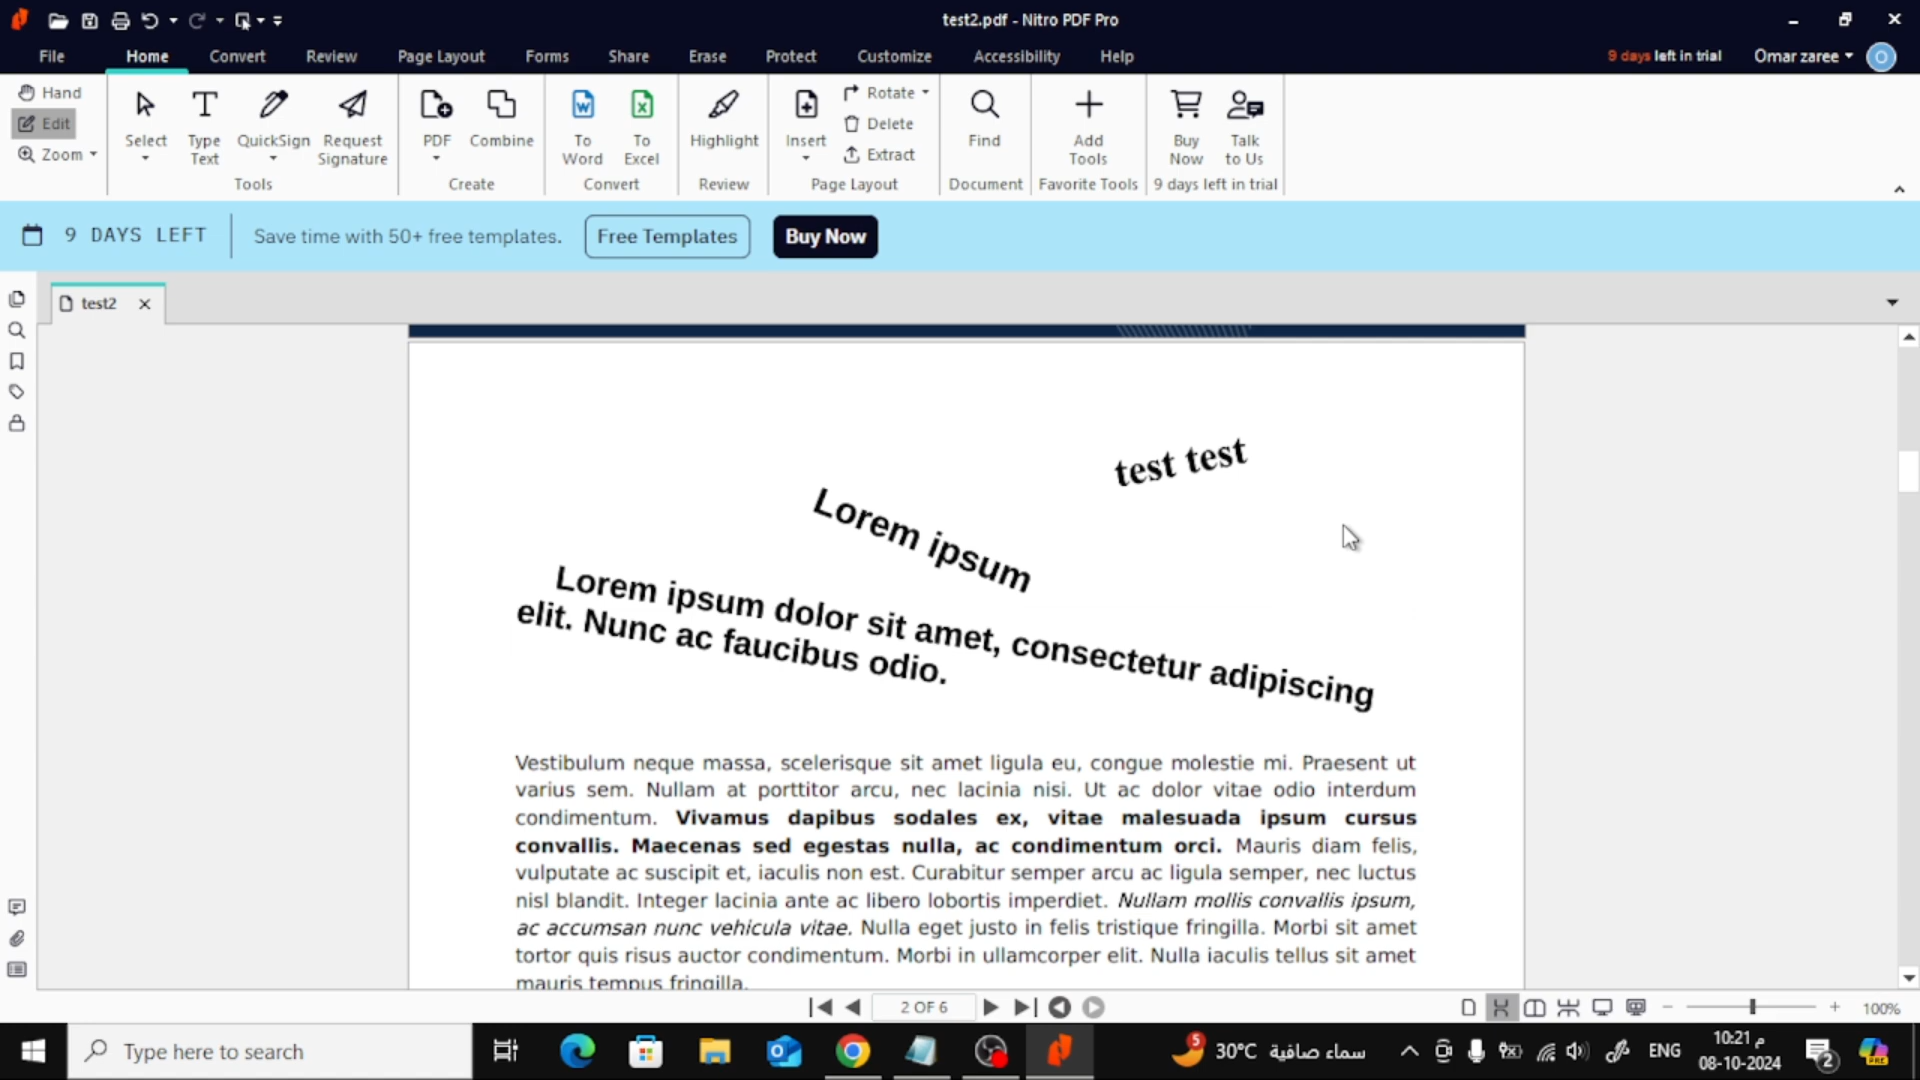 test2.pdf - Nitro PDF Pro
File Home Convert Review Page Layout Forms Share Erase Protect Customize Accessibility Help 9 days left in trial Omar zaree O
Hand
Edit
Zoom
Select
Type Text
QuickSign
Request Signature
Tools
PDF
Combine
Create
To Word
To Excel
Convert
Highlight
Review
Insert
Rotate
Delete
Extract
Page Layout
Find
Document
Add Tools
Favorite Tools
Buy Now
Talk to Us
9 days left in trial
9 DAYS LEFT Save time with 50+ free templates. Free Templates Buy Now
test2
test test
Lorem ipsum
Lorem ipsum dolor sit amet, consectetur adipiscing
elit. Nunc ac faucibus odio.
Vestibulum neque massa, scelerisque sit amet ligula eu, congue molestie mi. Praesent ut
varius sem. Nullam at porttitor arcu, nec lacinia nisi. Ut ac dolor vitae odio interdum
condimentum. Vivamus dapibus sodales ex, vitae malesuada ipsum cursus
convallis. Maecenas sed egestas nulla, ac condimentum orci. Mauris diam felis,
vulputate ac suscipit et, iaculis non est. Curabitur semper arcu ac ligula semper, nec luctus
nisl blandit. Integer lacinia ante ac libero lobortis imperdiet. Nullam mollis convallis ipsum,
ac accumsan nunc vehicula vitae. Nulla eget justo in felis tristique fringilla. Morbi sit amet
tortor quis risus auctor condimentum. Morbi in ullamcorper elit. Nulla iaculis tellus sit amet
mauris tempus fringilla.
2 OF 6
100%
Type here to search
5 30°C سماء صافية
ENG
10:21 م
08-10-2024
2
PRE